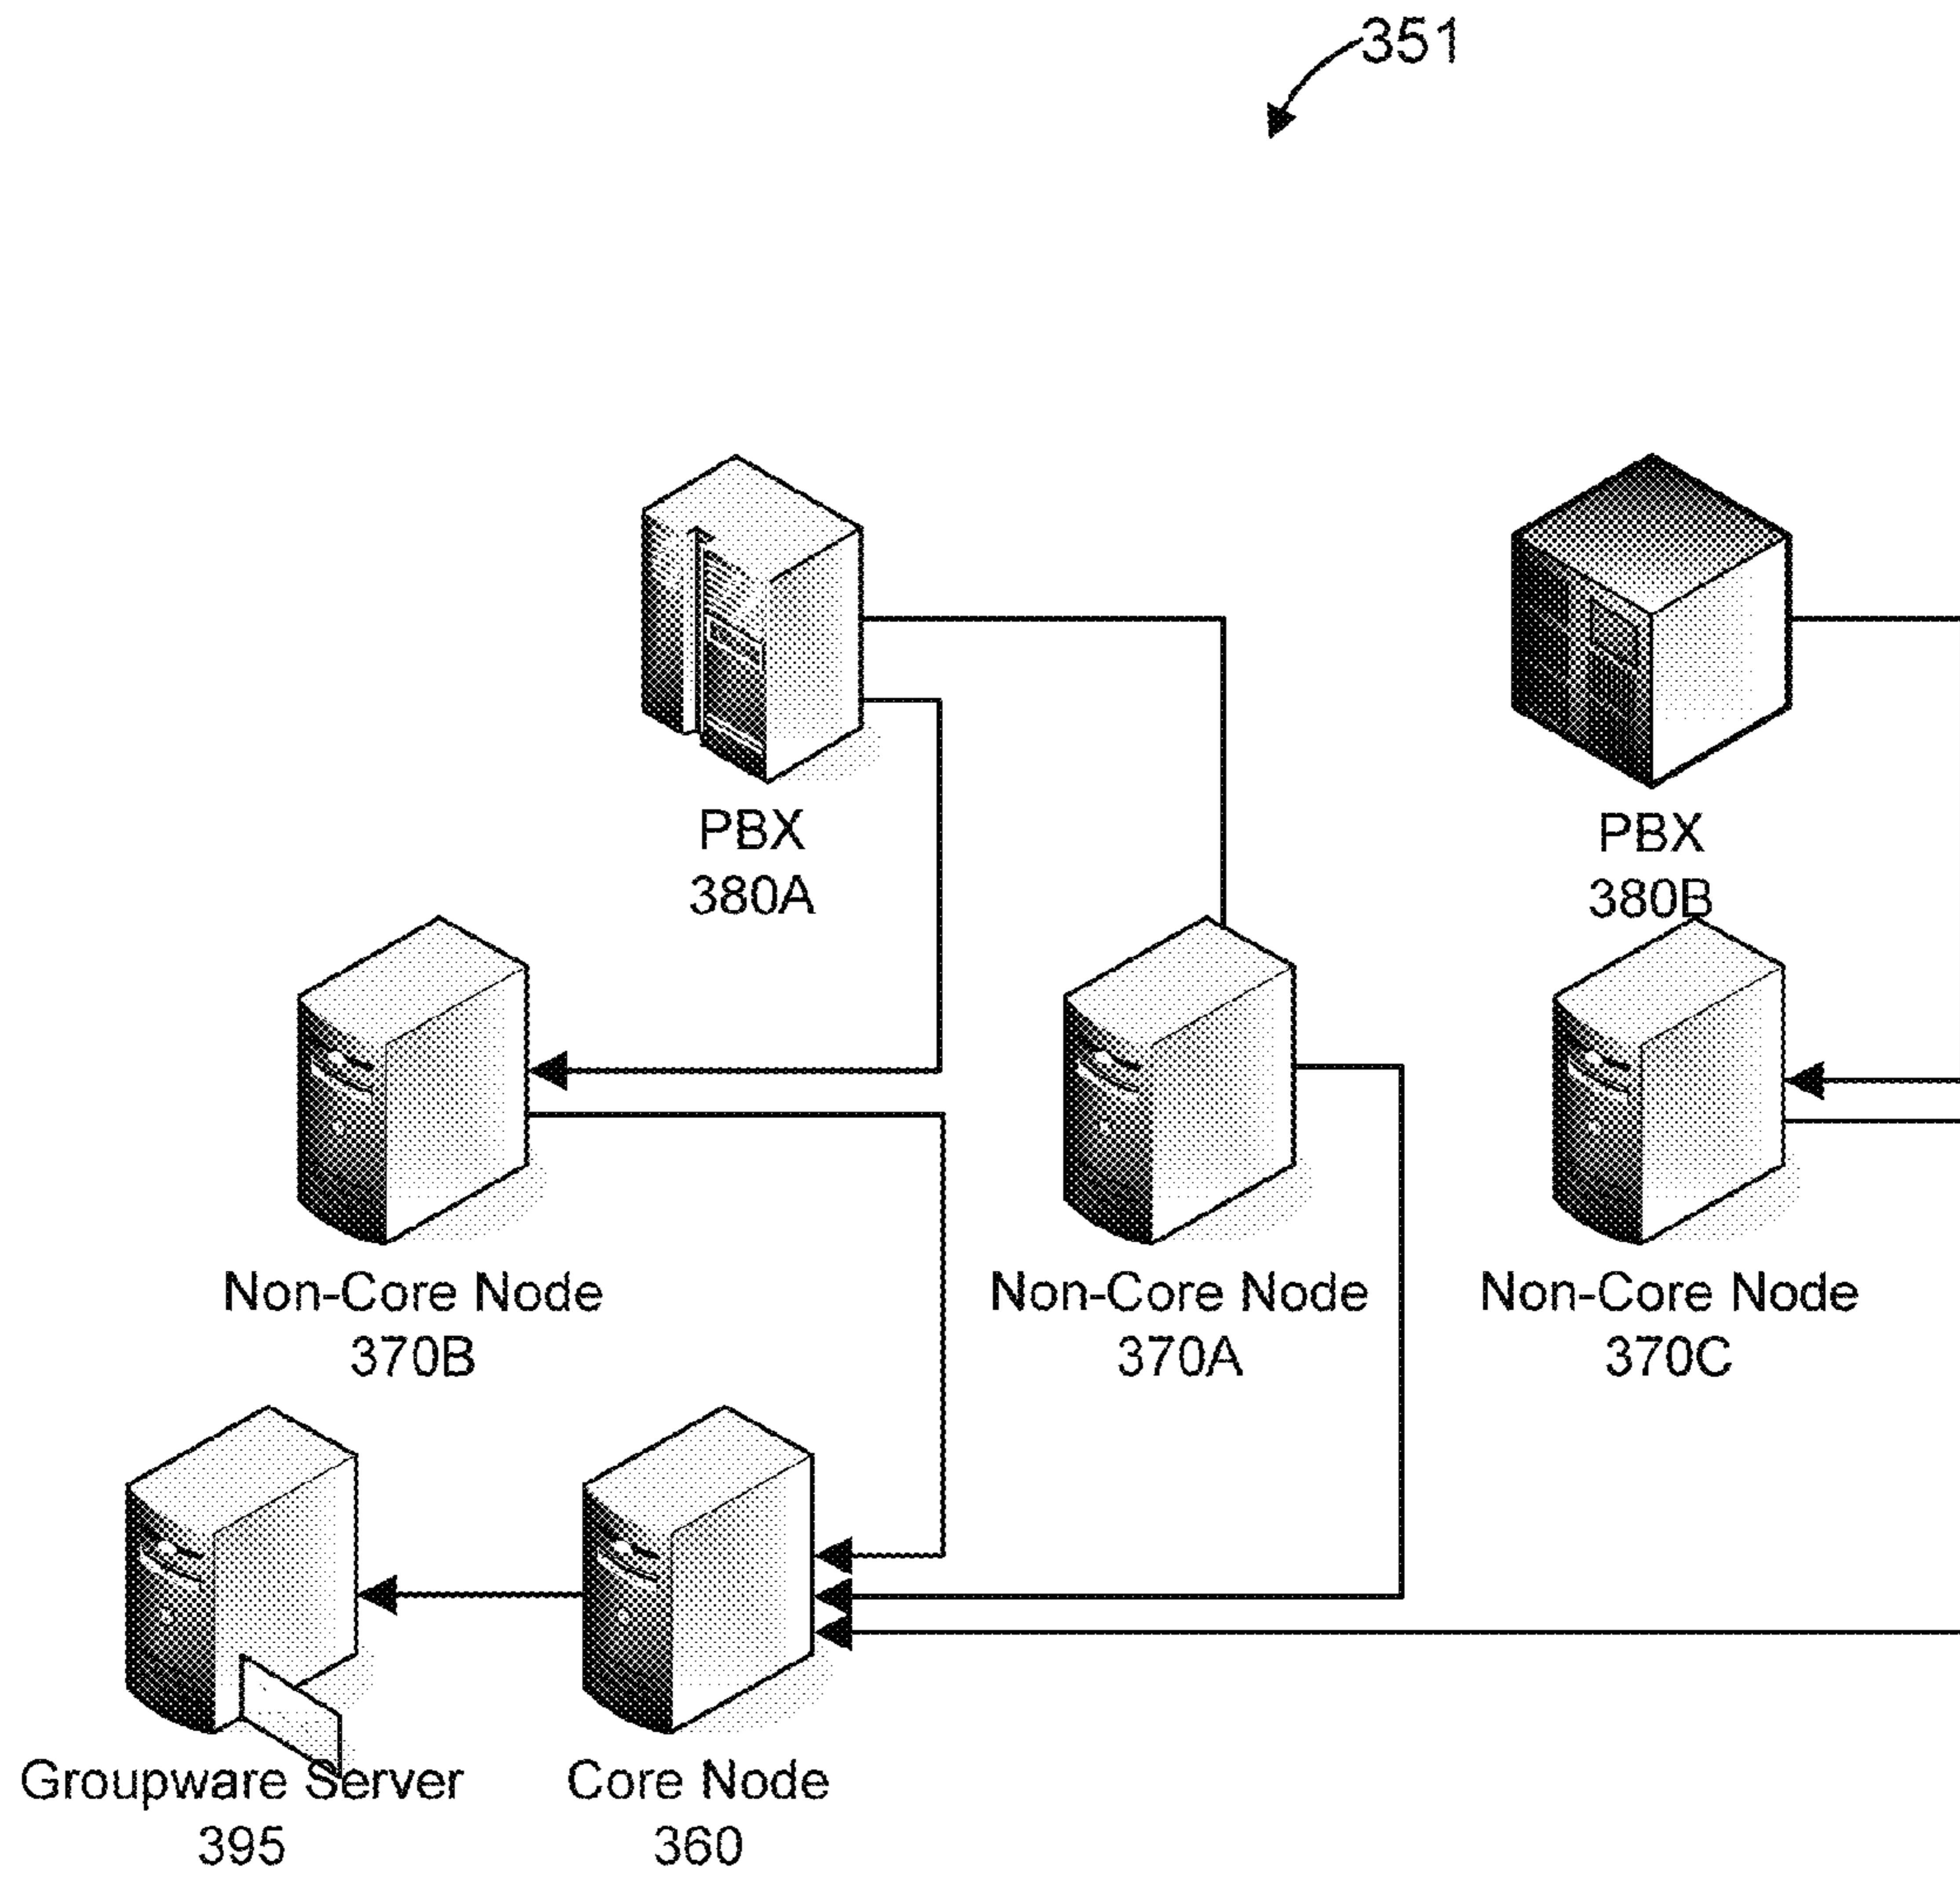 351
PBX
380A
PBX
380B
Non-Core Node
370B
Non-Core Node
370A
Non-Core Node
370C
Groupware Server
395
Core Node
360